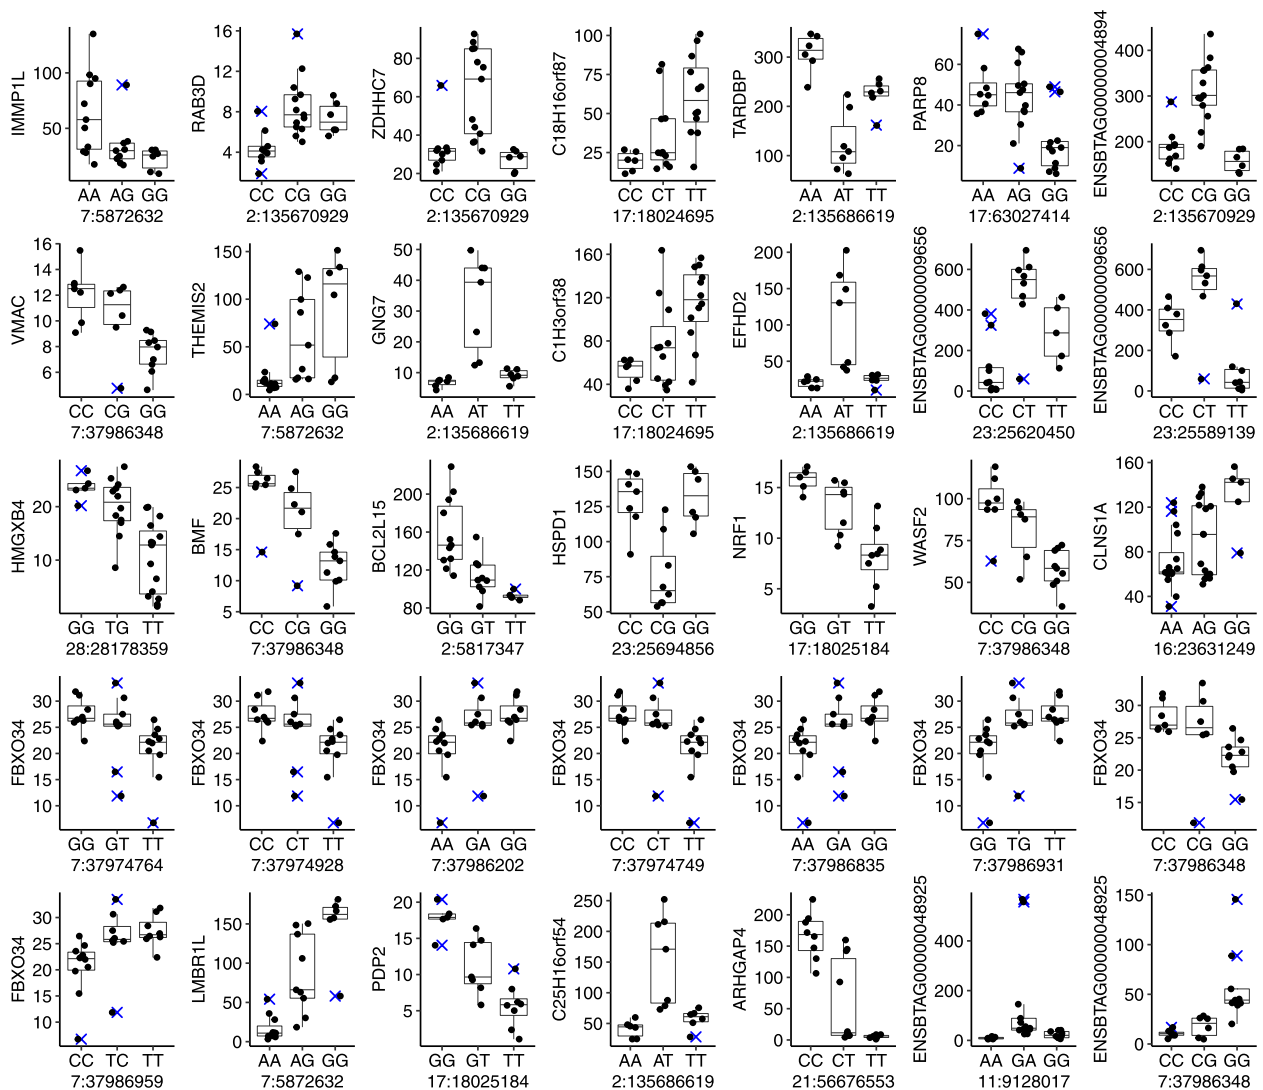 IMMP1L
100
50
AA AG GG
7:5872632
RAB3D
16
12
8
4
CC CG GG
2:135670929
ZDHHC7
80
60
40
20
CC CG GG
2:135670929
C18H16orf87
100
75
50
25
CC CT TT
17:18024695
TARDBP
300
200
100
AA AT TT
2:135686619
PARP8
60
40
20
AA AG GG
17:63027414
ENSBTAG00000004894
400
300
200
CC CG GG
2:135670929
VMAC
16
14
12
10
8
6
CC CG GG
7:37986348
THEMIS2
150
100
50
0
AA AG GG
7:5872632
GNG7
50
40
30
20
10
AA AT TT
2:135686619
C1H3orf38
160
120
80
40
CC CT TT
17:18024695
EFHD2
200
150
100
50
AA AT TT
2:135686619
ENSBTAG00000009656
600
400
200
0
CC CT TT
23:25620450
ENSBTAG00000009656
600
400
200
0
CC CT TT
23:25589139
HMGXB4
20
10
GG TG TT
28:28178359
BMF
25
20
15
10
5
CC CG GG
7:37986348
BCL2L15
200
160
120
80
GG GT TT
2:5817347
HSPD1
150
125
100
75
50
CC CG GG
23:25694856
NRF1
15
10
5
GG GT TT
17:18025184
WASF2
100
75
50
CC CG GG
7:37986348
CLNS1A
160
120
80
40
AA AG GG
16:23631249
FBXO34
30
25
20
15
10
GG GT TT
7:37974764
FBXO34
30
25
20
15
10
CC CT TT
7:37974928
FBXO34
30
25
20
15
10
AA GA GG
7:37986202
FBXO34
30
25
20
15
10
CC CT TT
7:37974749
FBXO34
30
25
20
15
10
AA GA GG
7:37986835
FBXO34
30
25
20
15
10
GG TG TT
7:37986931
FBXO34
30
25
20
15
CC CG GG
7:37986348
FBXO34
30
20
10
CC TC TT
7:37986959
LMBR1L
150
100
50
0
AA AG GG
7:5872632
PDP2
20
15
10
5
GG GT TT
17:18025184
C25H16orf54
250
200
150
100
50
AA AT TT
2:135686619
ARHGAP4
200
150
100
50
0
CC CT TT
21:56676553
ENSBTAG00000048925
400
200
0
AA GA GG
11:9128017
ENSBTAG00000048925
150
100
50
0
CC CG GG
7:37986348